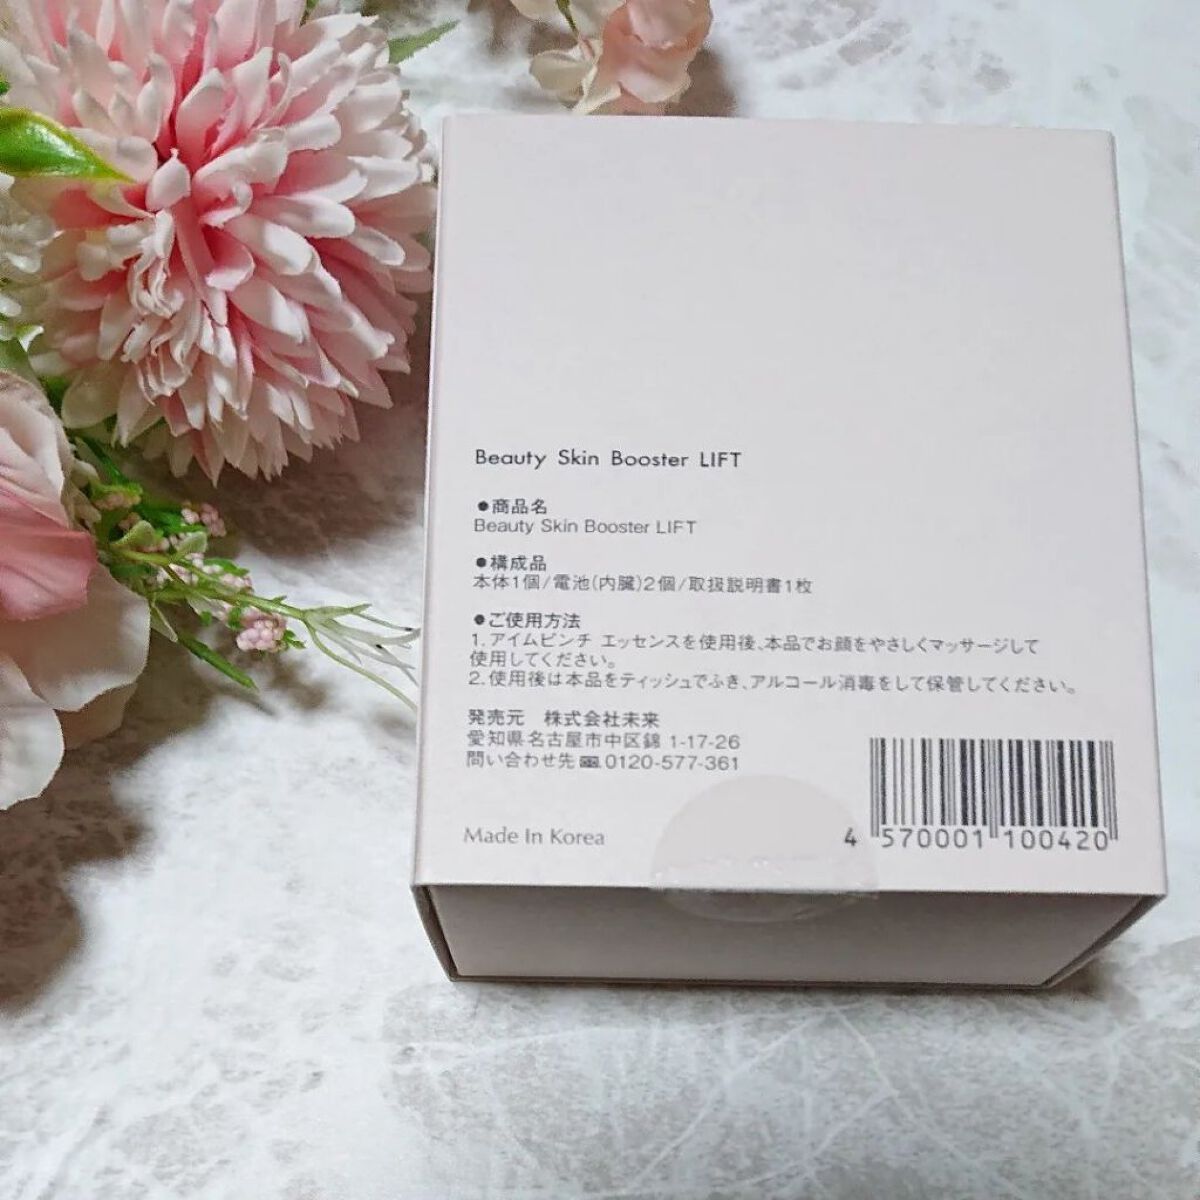 Beauty Skin Booster LIFT
●商品名
Beauty Skin Booster LIFT
●構成品
本体1個/電池(内臓)2個/取扱説明書1枚
●ご使用方法
1.アイムピンチ エッセンスを使用後、本品でお顔をやさしくマッサージして
使用してください。
2.使用後は本品をティッシュでふき、アルコール消毒をして保管してください。
発売元 株式会社未来
愛知県名古屋市中区錦 1-17-26
問い合わせ先 0120-577-361
Made In Korea
4 570001 100420